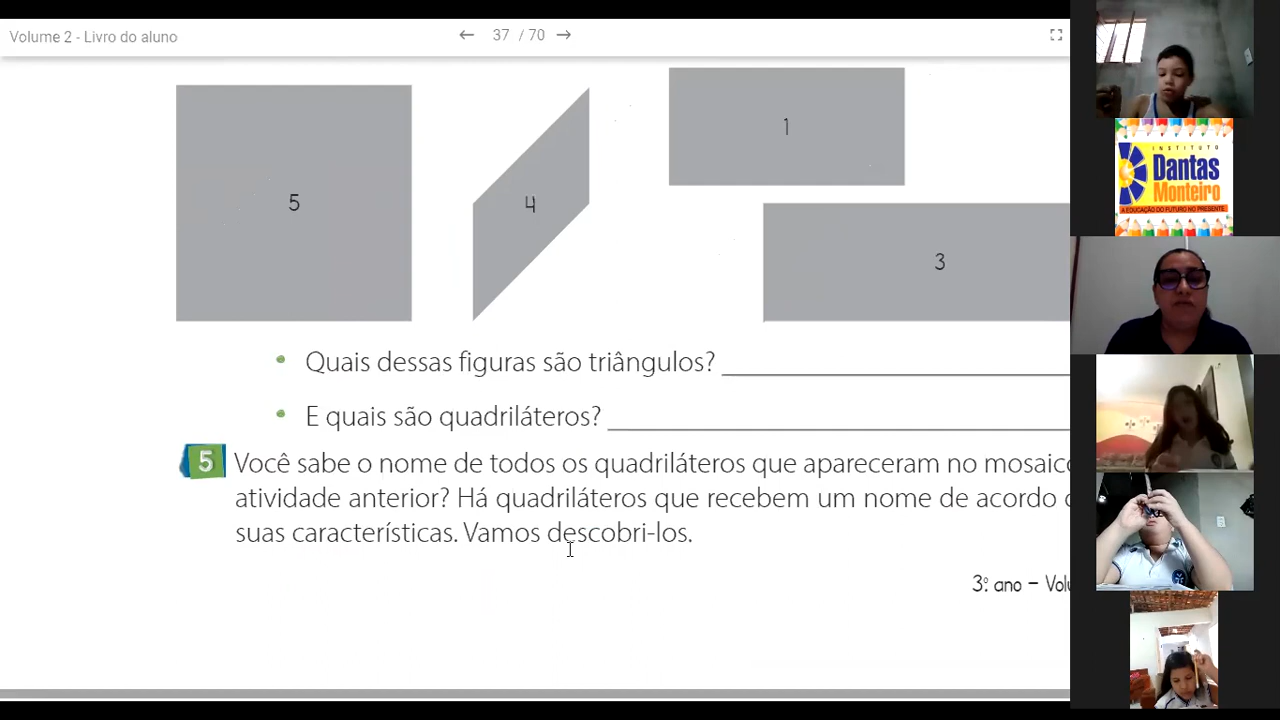 Volume 2 - Livro do aluno
37 / 70
1
5
4
3
Quais dessas figuras são triângulos?
E quais são quadriláteros?
5 Você sabe o nome de todos os quadriláteros que apareceram no mosaico
atividade anterior? Há quadriláteros que recebem um nome de acordo
suas características. Vamos descobri-los.
3º ano – Volu
INSTITUTO
Dantas
Monteiro
A EDUCAÇÃO DO FUTURO NO PRESENTE